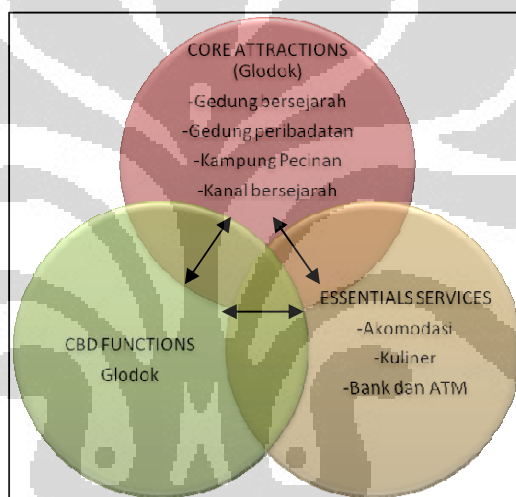 CORE ATTRACTIONS
(Glodok)
-Gedung bersejarah
-Gedung peribadatan
-Kampung Pecinan
-Kanal bersejarah
ESSENTIALS SERVICES
-Akomodasi
-Kuliner
-Bank dan ATM
CBD FUNCTIONS
Glodok